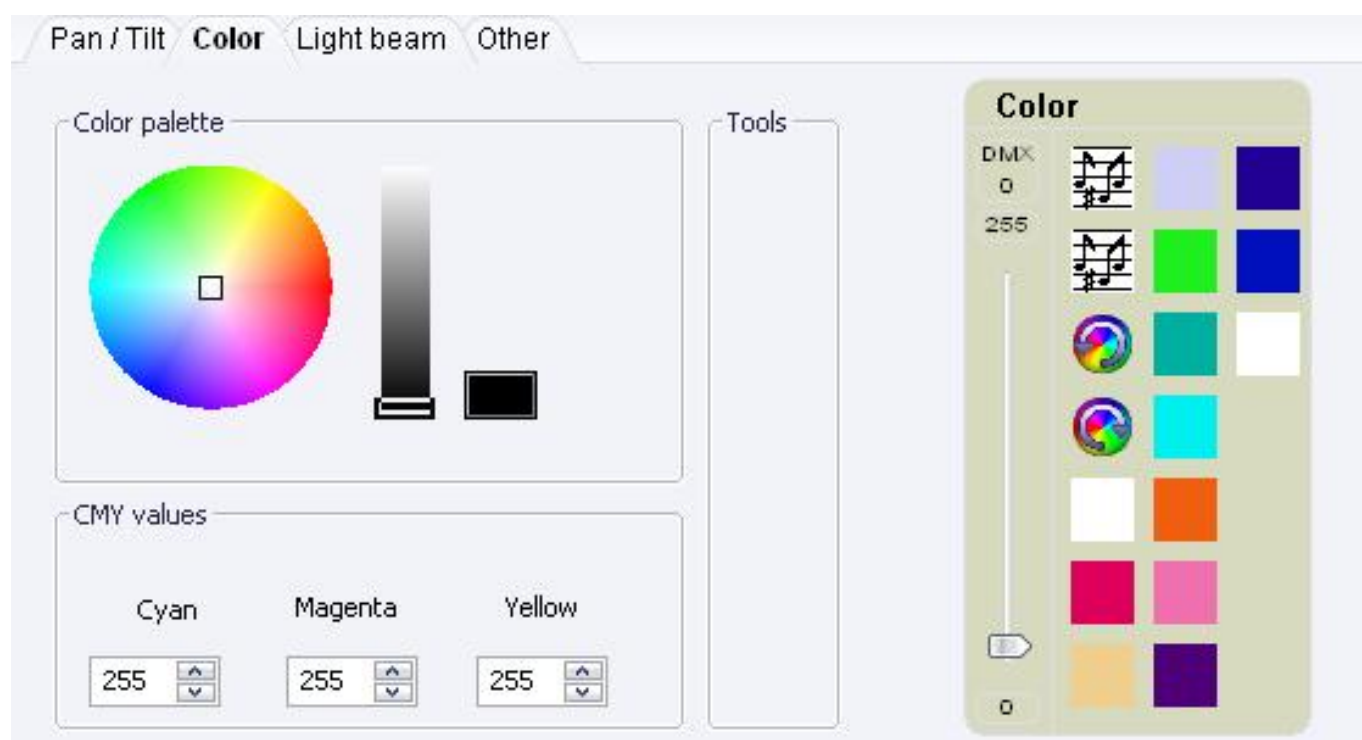 Pan / Tilt Color Light beam Other
Color palette
Tools
CMY values
Cyan Magenta Yellow
255 255 255
Color
DMX
0
255
0